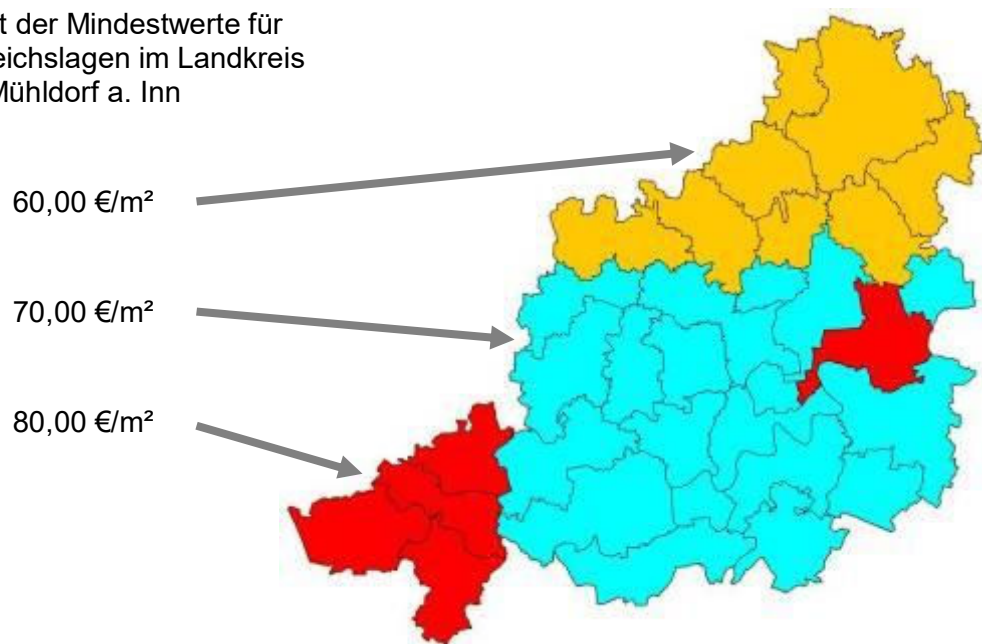 t der Mindestwerte für
eichslagen im Landkreis
Mühldorf a. Inn
60,00 €/m²
70,00 €/m²
80,00 €/m²